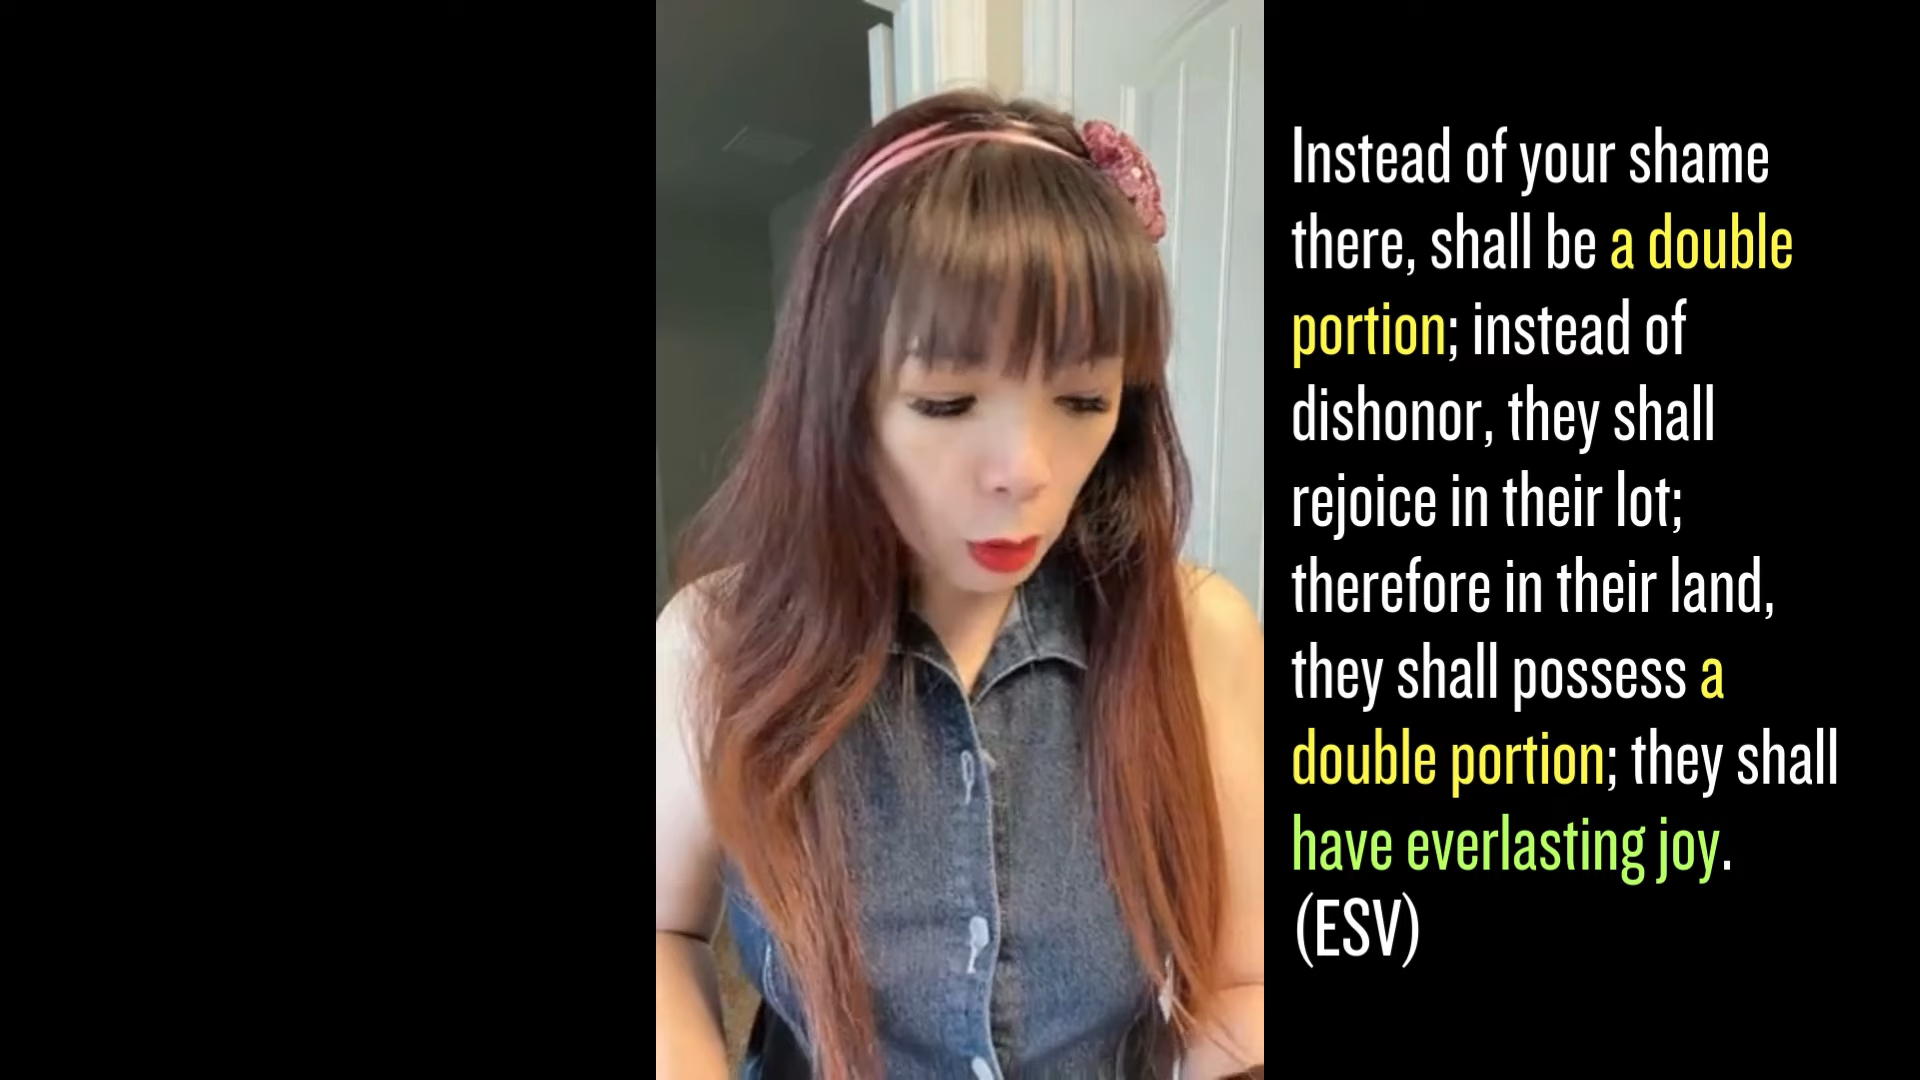 Instead of your shame
there, shall be a double
portion; instead of
dishonor, they shall
rejoice in their lot;
therefore in their land,
they shall possess a
double portion; they shall
have everlasting joy.
(ESV)